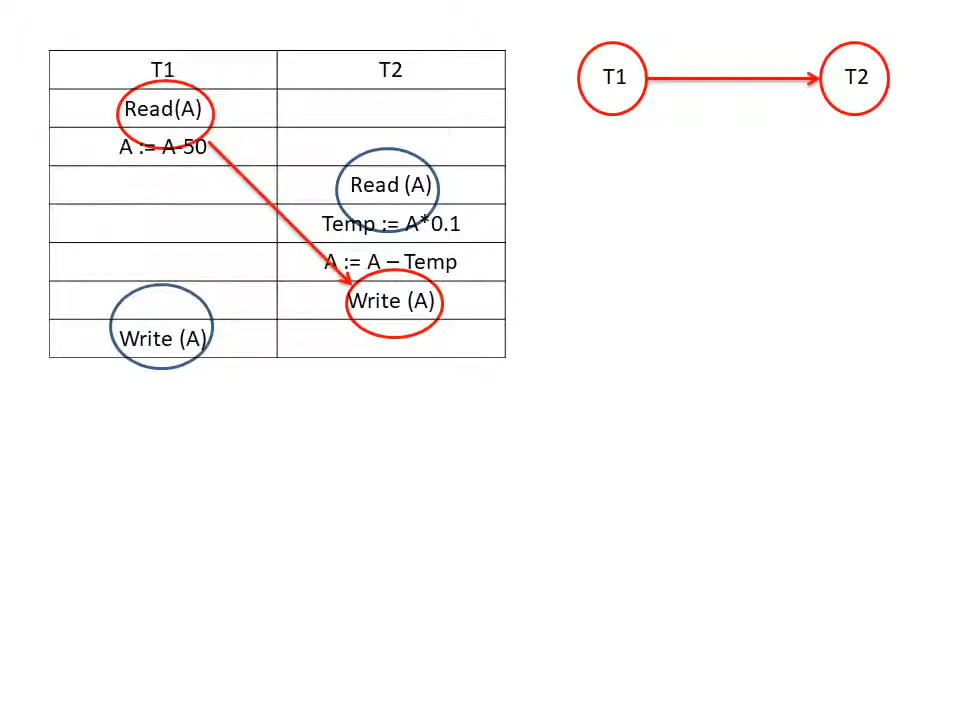 T1 T2
Read(A)
A := A-50
Read (A)
Temp := A*0.1
A := A – Temp
Write (A)
Write (A)
T1 T2